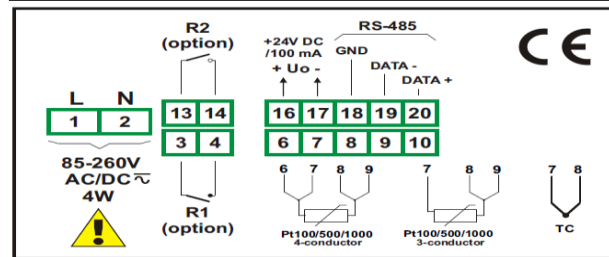 R2
(option)
+24V DC
/100 mA
+ Uo -
RS-485
GND
DATA -
DATA +
CE
L N
1 2
13 14
3 4
16 17 18 19 20
6 7 8 9 10
85-260V
AC/DC
4W
R1
(option)
6 7 8 9
Pt100/500/1000
4-conductor
7 8 9
Pt100/500/1000
3-conductor
7 8
TC